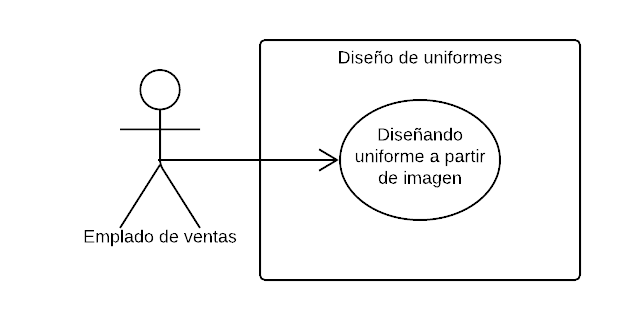 Diseño de uniformes
Diseñando
uniforme a partir
de imagen
Emplado de ventas